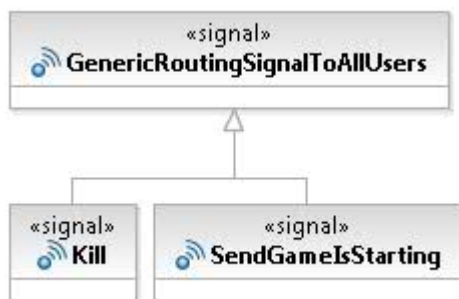 «signal»
GenericRoutingSignalToAllUsers
«signal»
Kill
«signal»
SendGameIsStarting